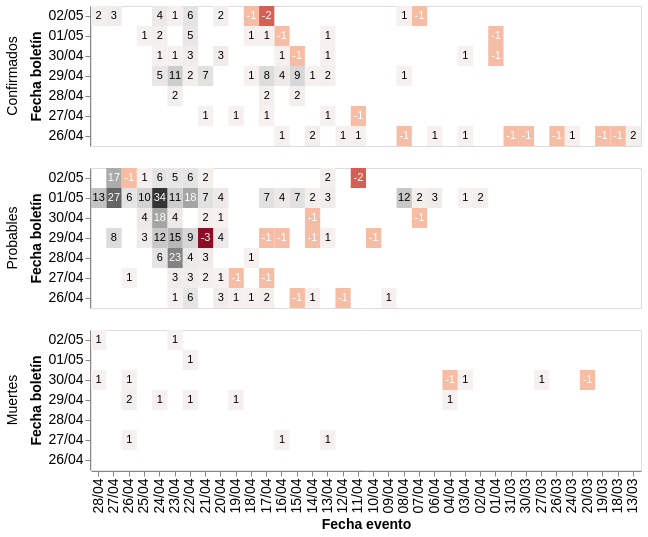 Confirmados
Fecha boletín
02/05 2 3 4 1 6 2 -1 -2 1 -1
01/05 1 2 5 1 1 -1 1 -1
30/04 1 1 3 3 1 -1 1 1 -1
29/04 5 11 2 7 1 8 4 9 1 2 1
28/04 2 2 2
27/04 1 1 1 1 -1
26/04 1 2 1 1 -1 1 1 -1 -1 -1 1 -1 -1 2
Probables
Fecha boletín
02/05 17 -1 1 6 5 6 2 2 -2
01/05 13 27 6 10 34 11 18 7 4 7 4 7 2 3 12 2 3 1 2
30/04 4 18 4 2 1 -1 -1
29/04 8 3 12 15 9 -3 4 -1 -1 -1 1 -1
28/04 6 23 4 3 1
27/04 1 3 3 2 1 -1 -1
26/04 1 6 3 1 1 2 -1 1 -1 1
Muertes
Fecha boletín
02/05 1 1
01/05 1
30/04 1 1 -1 1 1 -1
29/04 2 1 1 1 1
28/04
27/04 1 1 1
26/04
28/04 27/04 26/04 25/04 24/04 23/04 22/04 21/04 20/04 19/04 18/04 17/04 16/04 15/04 14/04 13/04 12/04 11/04 10/04 09/04 08/04 07/04 06/04 04/04 03/04 02/04 01/04 31/03 30/03 27/03 26/03 24/03 20/03 19/03 18/03 13/03
Fecha evento